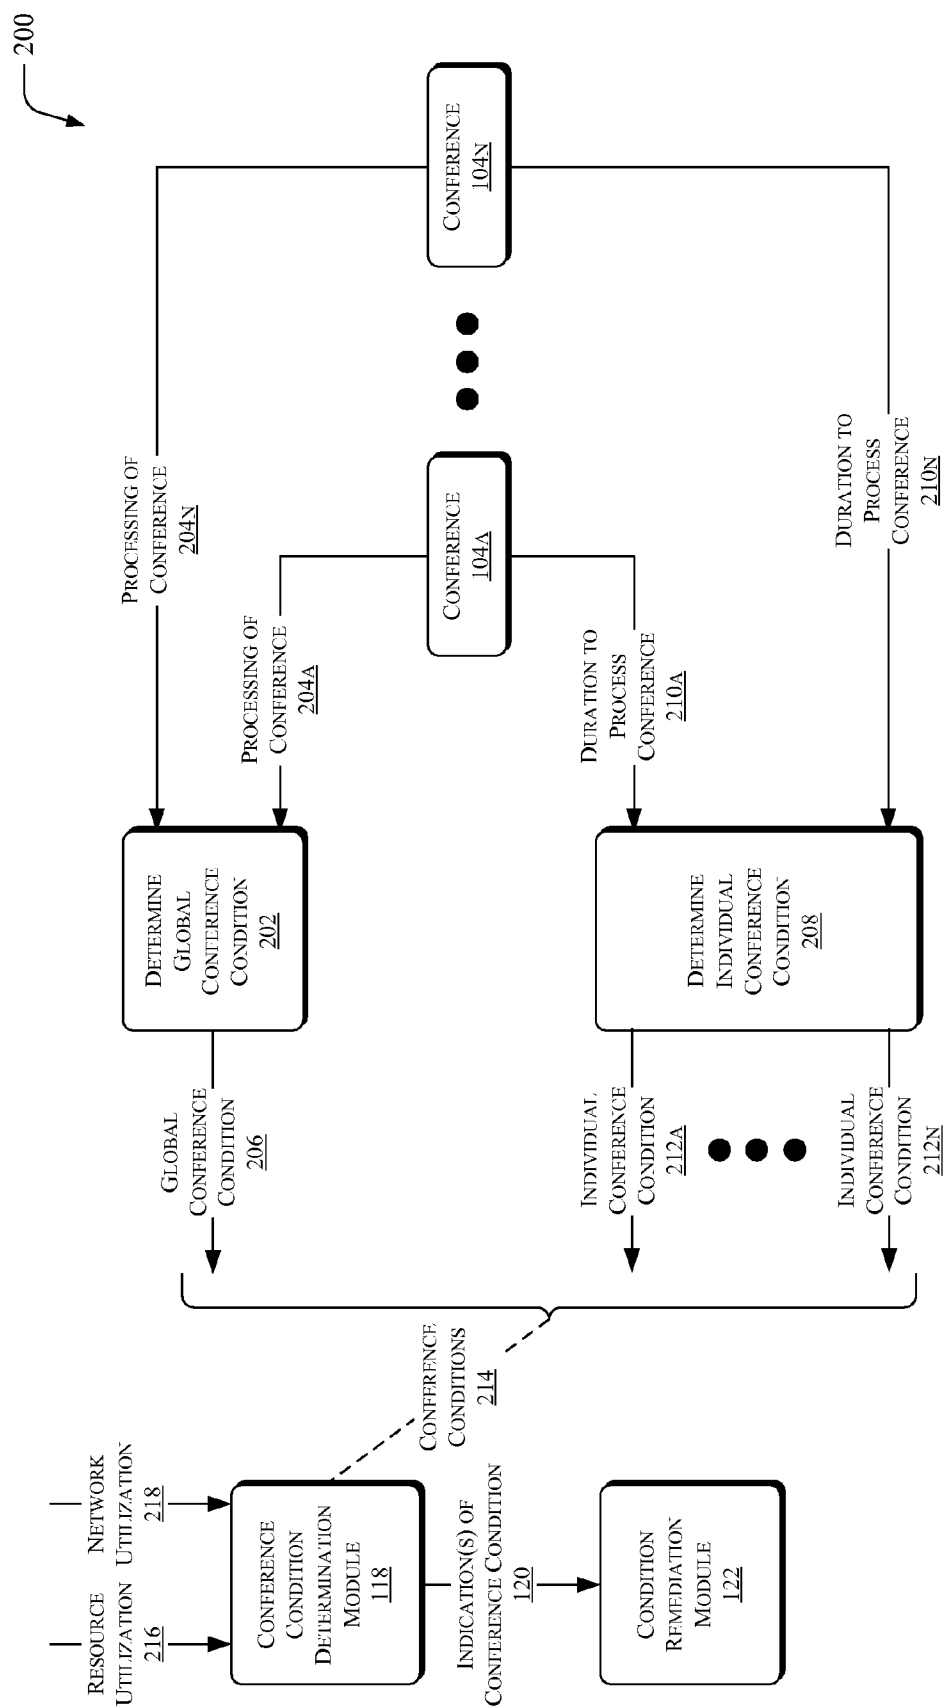 200
CONFERENCE
104N
CONFERENCE
104A
PROCESSING OF
CONFERENCE
204N
PROCESSING OF
CONFERENCE
204A
DURATION TO
PROCESS
CONFERENCE
210A
DURATION TO
PROCESS
CONFERENCE
210N
DETERMINE
GLOBAL
CONFERENCE
CONDITION
202
DETERMINE
INDIVIDUAL
CONFERENCE
CONDITION
208
GLOBAL
CONFERENCE
CONDITION
206
INDIVIDUAL
CONFERENCE
CONDITION
212A
INDIVIDUAL
CONFERENCE
CONDITION
212N
CONFERENCE
CONDITIONS
214
RESOURCE
UTILIZATION
216
NETWORK
UTILIZATION
218
CONFERENCE
CONDITION
DETERMINATION
MODULE
118
INDICATION(S) OF
CONFERENCE CONDITION
120
CONDITION
REMEDIATION
MODULE
122